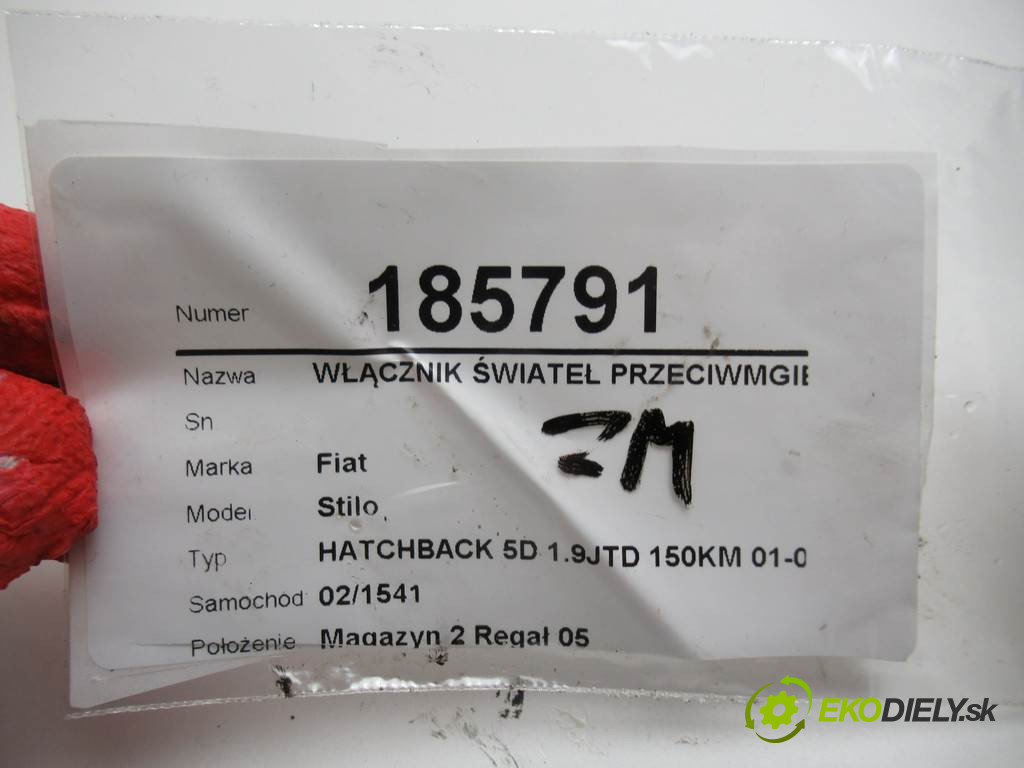 Numer 185791
Nazwa WŁĄCZNIK ŚWIATEŁ PRZECIWMGIE
Sn
ZM
Marka Fiat
Model Stilo
Typ HATCHBACK 5D 1.9JTD 150KM 01-0
Samochód 02/1541
Położenie Magazyn 2 Regał 05
EKODIELY.sk